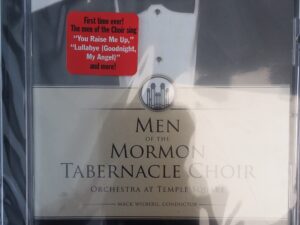 First time ever!
The men of the Choir sing
"You Raise Me Up,"
"Lullabye (Goodnight,
My Angel)"
and more!
MEN
OF THE
MORMON
TABERNACLE CHOIR
ORCHESTRA AT TEMPLE SQUARE
MACK WILBERG, CONDUCTOR